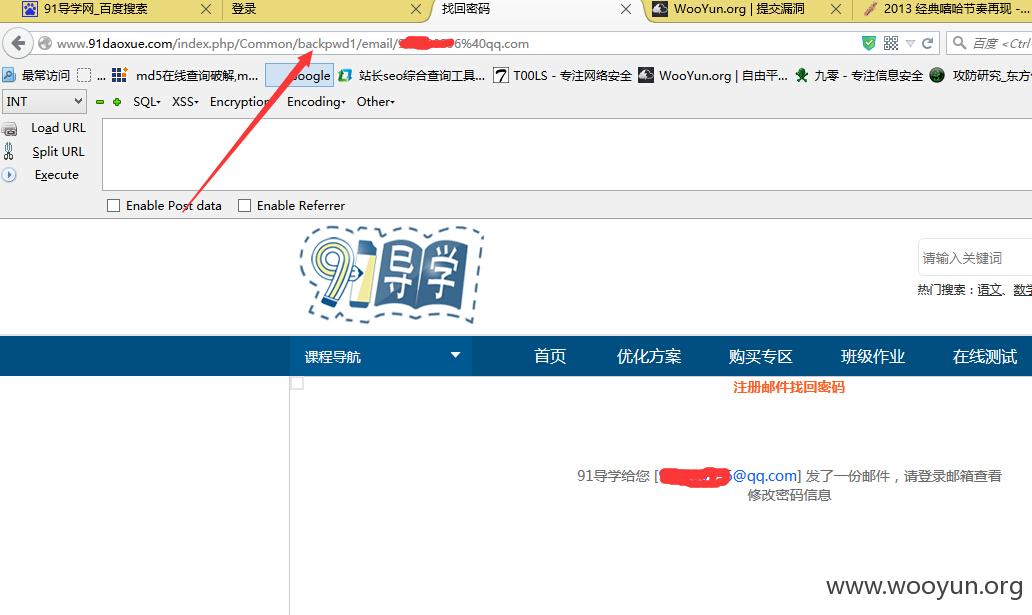 91导学网_百度搜索
登录
找回密码
WooYun.org | 提交漏洞
2013 经典嘻哈节奏再现 -...
www.91daoxue.com/index.php/Common/backpwd1/email/ 6%40qq.com
百度 <Ctrl
最常访问
...
md5在线查询破解,m...
Google
站长seo综合查询工具...
T00LS - 专注网络安全
WooYun.org | 自由平...
九零 - 专注信息安全
攻防研究_东方
INT
SQL
XSS
Encryption
Encoding
Other
Load URL
Split URL
Execute
Enable Post data
Enable Referrer
91导学
请输入关键词
热门搜索：语文、数学
课程导航
首页
优化方案
购买专区
班级作业
在线测试
注册邮件找回密码
91导学给您 [ 6@qq.com] 发了一份邮件，请登录邮箱查看
修改密码信息
www.wooyun.org